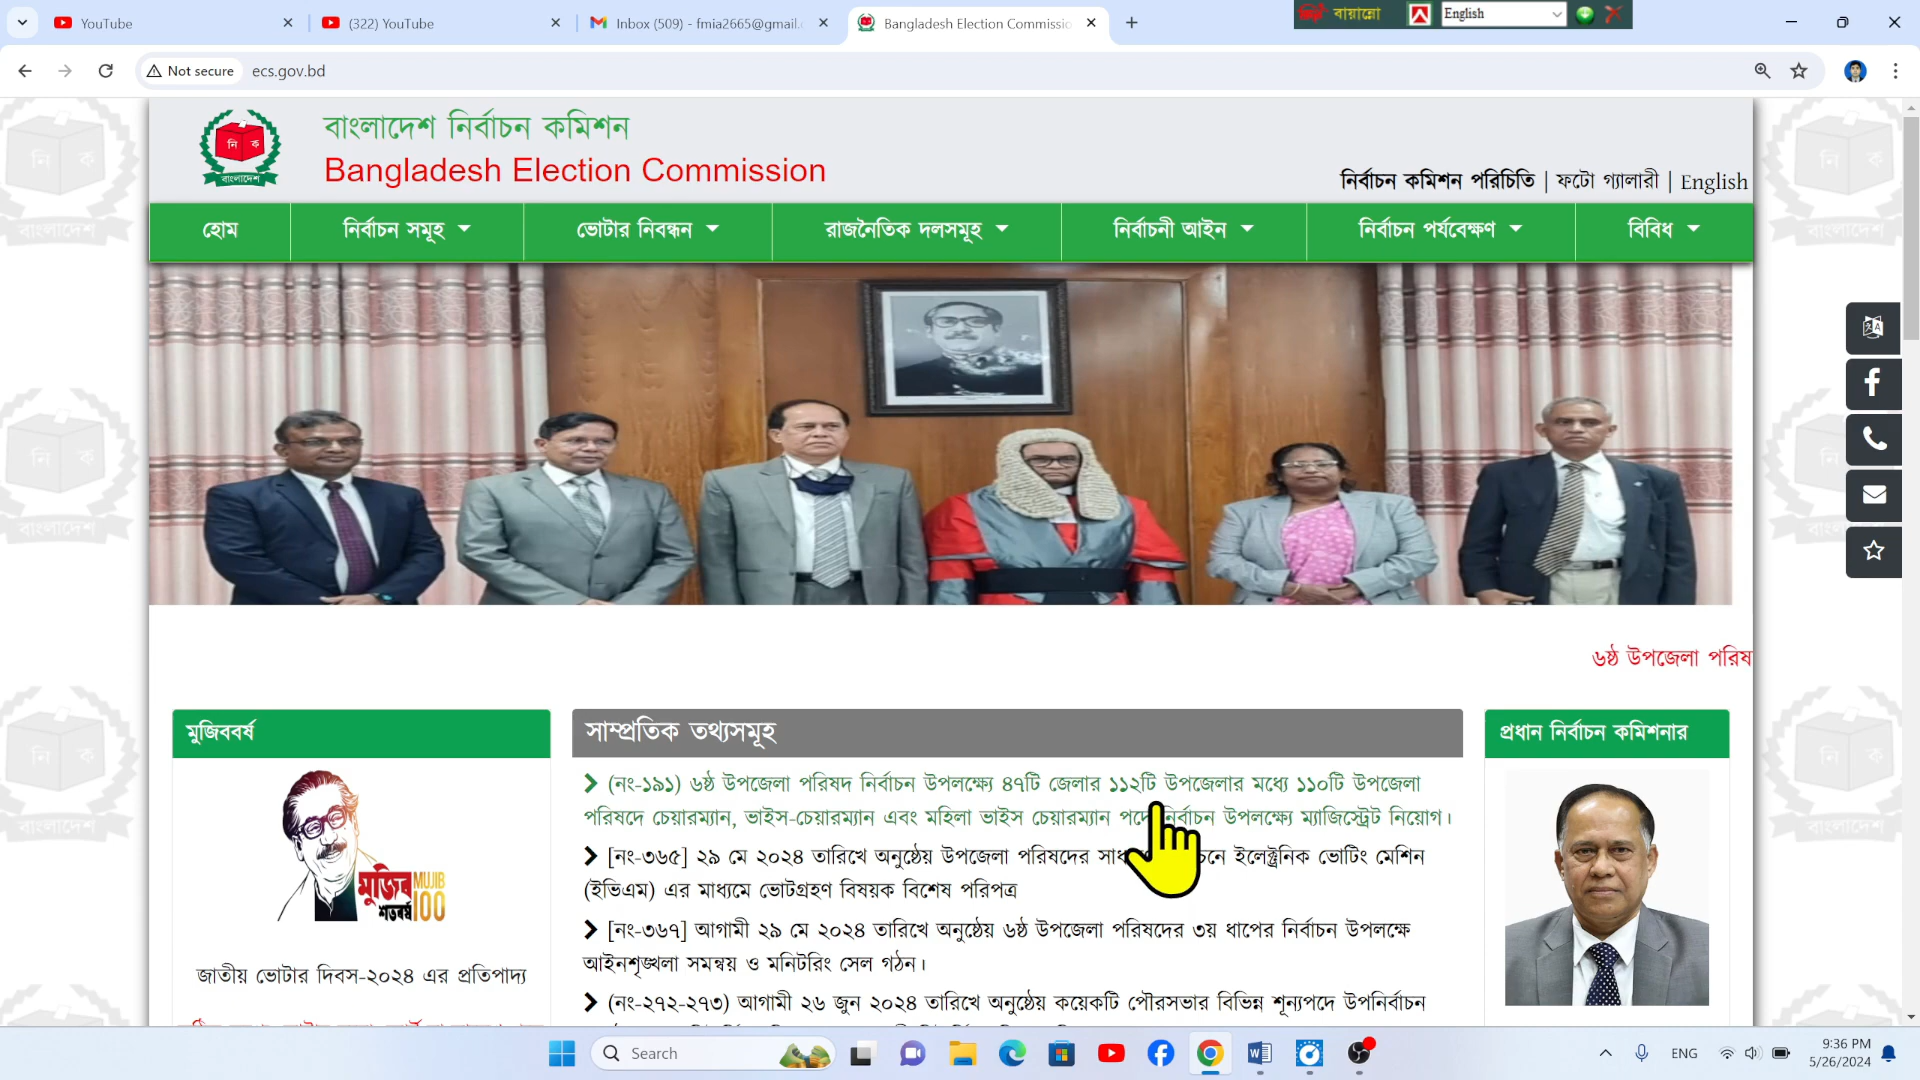 YouTube
(322) YouTube
Inbox (509) - fmia2665@gmail.c
Bangladesh Election Commissio
বায়ান্নো
English
Not secure
ecs.gov.bd
নি ক
বাংলাদেশ
বাংলাদেশ নির্বাচন কমিশন
Bangladesh Election Commission
নির্বাচন কমিশন পরিচিতি | ফটো গ্যালারী | English
হোম
নির্বাচন সমূহ
ভোটার নিবন্ধন
রাজনৈতিক দলসমূহ
নির্বাচনী আইন
নির্বাচন পর্যবেক্ষণ
বিবিধ
৬ষ্ঠ উপজেলা পরিষ
মুজিববর্ষ
মুজিব MUJIB
শতবর্ষ 100
জাতীয় ভোটার দিবস-২০২৪ এর প্রতিপাদ্য
সাম্প্রতিক তথ্যসমূহ
(নং-১৯১) ৬ষ্ঠ উপজেলা পরিষদ নির্বাচন উপলক্ষ্যে ৪৭টি জেলার ১১২টি উপজেলার মধ্যে ১১০টি উপজেলা
পরিষদে চেয়ারম্যান, ভাইস-চেয়ারম্যান এবং মহিলা ভাইস চেয়ারম্যান পদে নির্বাচন উপলক্ষ্যে ম্যাজিস্ট্রেট নিয়োগ।
[নং-৩৬৫] ২৯ মে ২০২৪ তারিখে অনুষ্ঠেয় উপজেলা পরিষদের ইলেক্ট্রনিক ভোটিং মেশিন
(ইভিএম) এর মাধ্যমে ভোটগ্রহণ বিষয়ক বিশেষ পরিপত্র
[নং-৩৬৭] আগামী ২৯ মে ২০২৪ তারিখে অনুষ্ঠেয় ৬ষ্ঠ উপজেলা পরিষদের ৩য় ধাপের নির্বাচন উপলক্ষে
আইনশৃঙ্খলা সমন্বয় ও মনিটরিং সেল গঠন।
(নং-২৭২-২৭৩) আগামী ২৬ জুন ২০২৪ তারিখে অনুষ্ঠেয় কয়েকটি পৌরসভার বিভিন্ন শূন্যপদে উপনির্বাচন
প্রধান নির্বাচন কমিশনার
Search
ENG
9:36 PM
5/26/2024